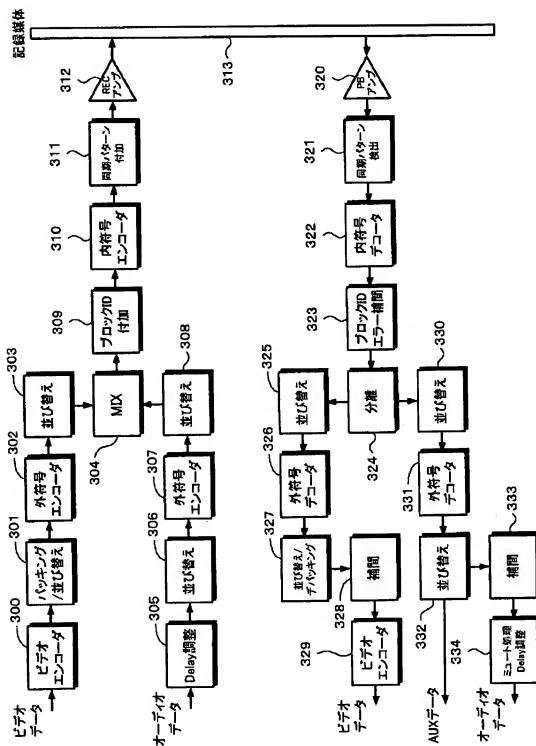 記録媒体
313
312
REC
アンプ
311
同期パターン
付加
310
内符号
エンコーダ
309
ブロックID
付加
303
並び替え
MDX
304
308
並び替え
302
外符号
エンコーダ
307
外符号
エンコーダ
301
パッキング
/並び替え
306
並び替え
300
ビデオ
エンコーダ
305
Delay調整
ビデオ
データ
オーディオ
データ
320
PB
アンプ
321
同期パターン
検出
322
内符号
デコータ
323
ブロックID
エラー補間
325
並び替え
分離
324
330
並び替え
326
外符号
デコーダ
331
外符号
デコータ
327
並び替え/
デパッキング
補間
328
332
並び替え
333
補間
329
ビデオ
エンコーダ
334
ミュート処理
Delay調整
ビデオ
データ
AUXデータ
オーディオ
データ